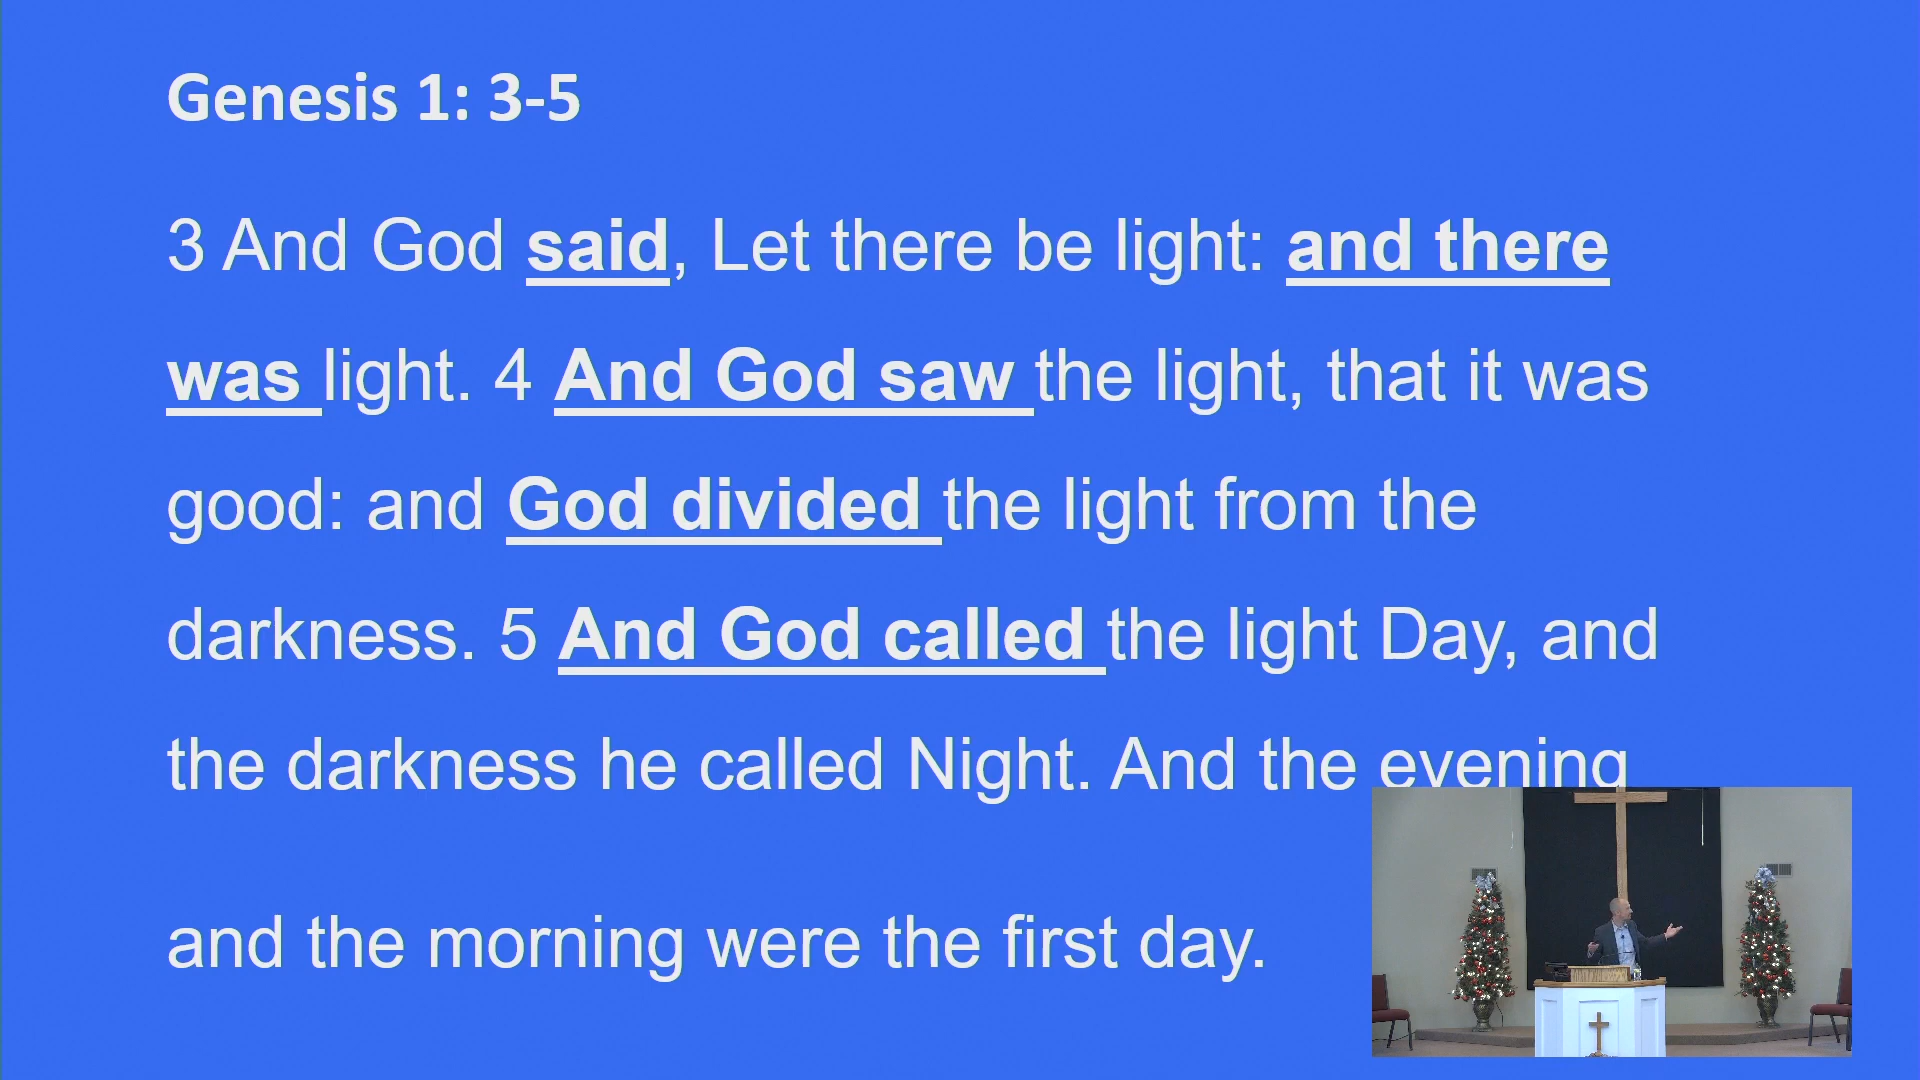 Genesis 1: 3-5
3 And God said, Let there be light: and there
was light. 4 And God saw the light, that it was
good: and God divided the light from the
darkness. 5 And God called the light Day, and
the darkness he called Night. And the evening
and the morning were the first day.